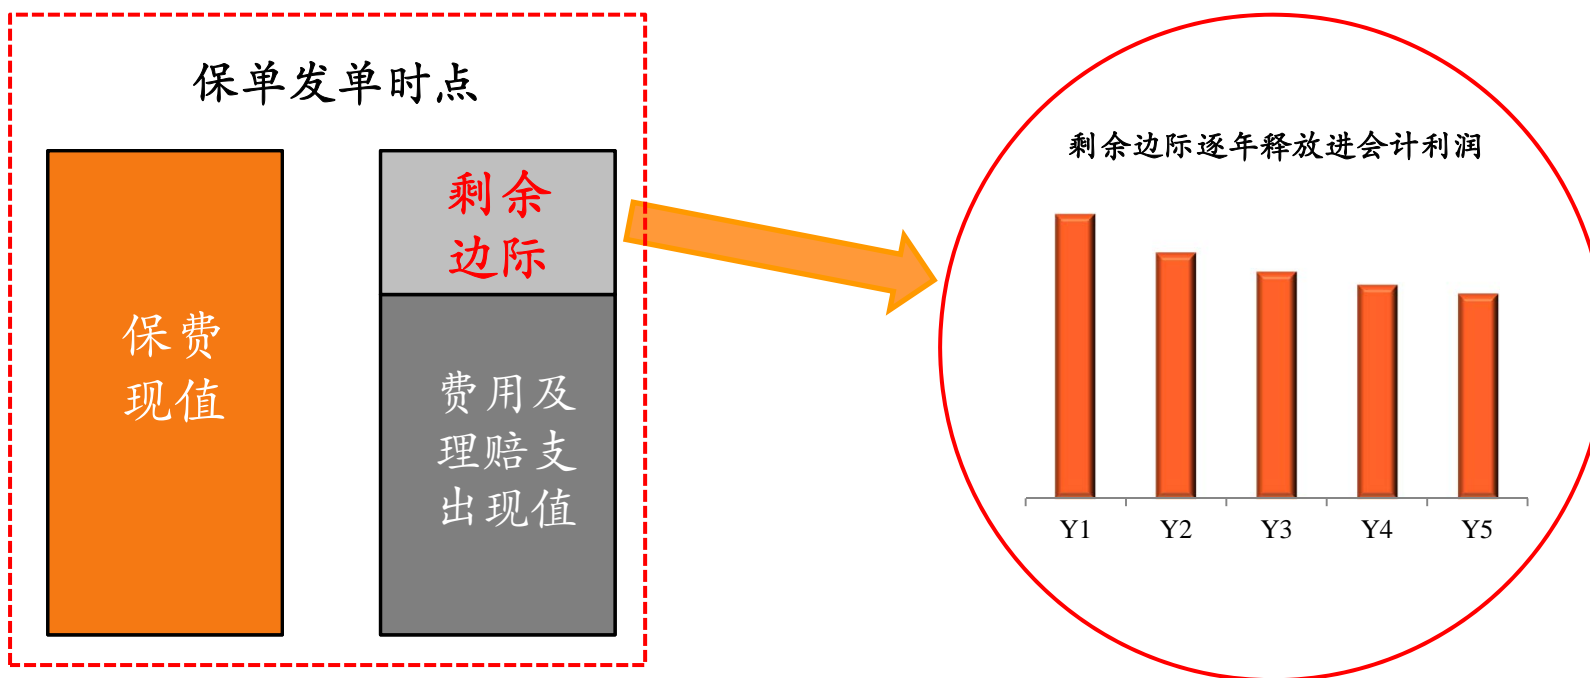 保单发单时点
保费
现值
剩余
边际
费用及
理赔支
出现值
剩余边际逐年释放进会计利润
Y1
Y2
Y3
Y4
Y5